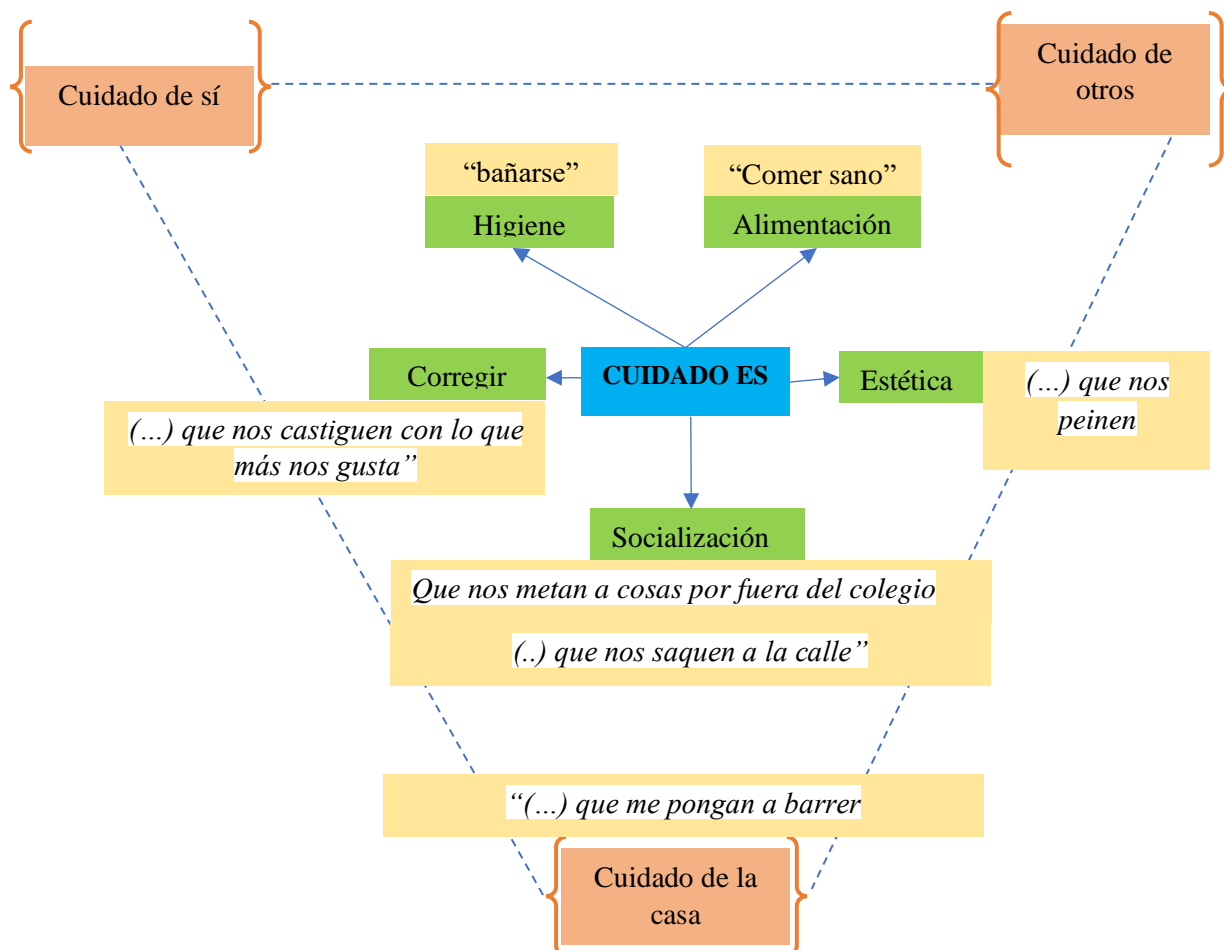 Cuidado de sí
Cuidado de
otros
“bañarse”
Higiene
“Comer sano”
Alimentación
Corregir
(…) que nos castiguen con lo que
más nos gusta”
CUIDADO ES
Estética
(…) que nos
peinen
Socialización
Que nos metan a cosas por fuera del colegio
(..) que nos saquen a la calle”
“(…) que me pongan a barrer
Cuidado de la
casa